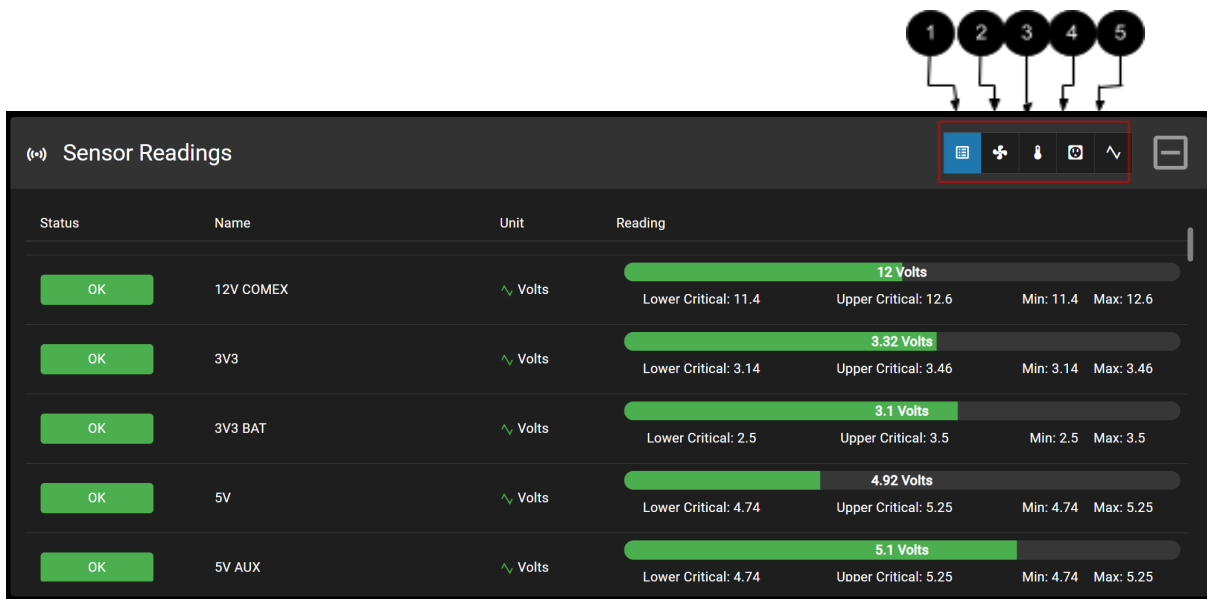 1 2 3 4 5
Sensor Readings
Status Name Unit Reading
OK 12V COMEX Volts 12 Volts
Lower Critical: 11.4 Upper Critical: 12.6 Min: 11.4 Max: 12.6
OK 3V3 Volts 3.32 Volts
Lower Critical: 3.14 Upper Critical: 3.46 Min: 3.14 Max: 3.46
OK 3V3 BAT Volts 3.1 Volts
Lower Critical: 2.5 Upper Critical: 3.5 Min: 2.5 Max: 3.5
OK 5V Volts 4.92 Volts
Lower Critical: 4.74 Upper Critical: 5.25 Min: 4.74 Max: 5.25
OK 5V AUX Volts 5.1 Volts
Lower Critical: 4.74 Upper Critical: 5.25 Min: 4.74 Max: 5.25